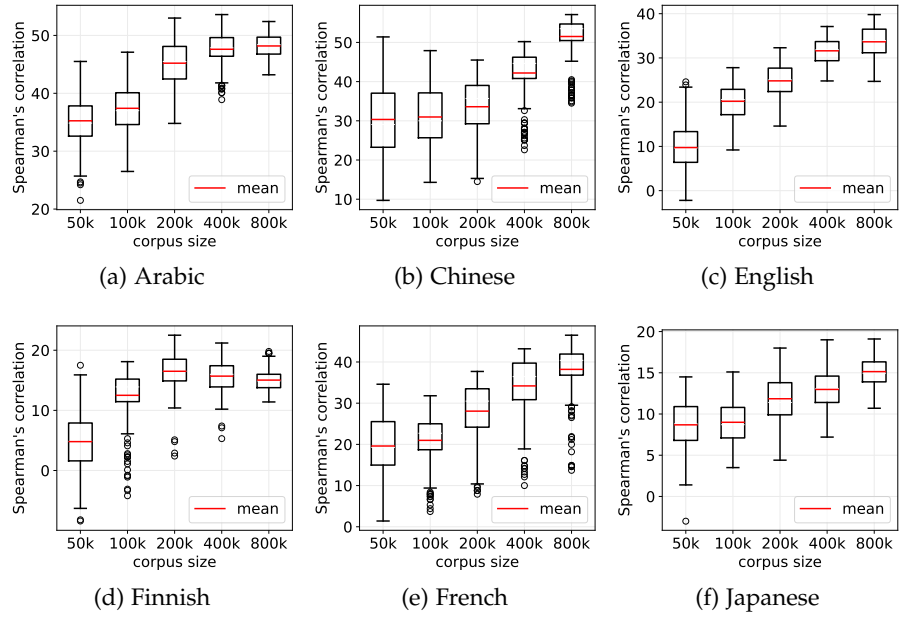 Spearman's correlation
50
40
30
20
mean
50k 100k 200k 400k 800k
corpus size
(a) Arabic
Spearman's correlation
50
40
30
20
10
mean
50k 100k 200k 400k 800k
corpus size
(b) Chinese
Spearman's correlation
40
30
20
10
0
mean
50k 100k 200k 400k 800k
corpus size
(c) English
Spearman's correlation
20
10
0
mean
50k 100k 200k 400k 800k
corpus size
(d) Finnish
Spearman's correlation
40
30
20
10
0
mean
50k 100k 200k 400k 800k
corpus size
(e) French
Spearman's correlation
20
15
10
5
0
mean
50k 100k 200k 400k 800k
corpus size
(f) Japanese